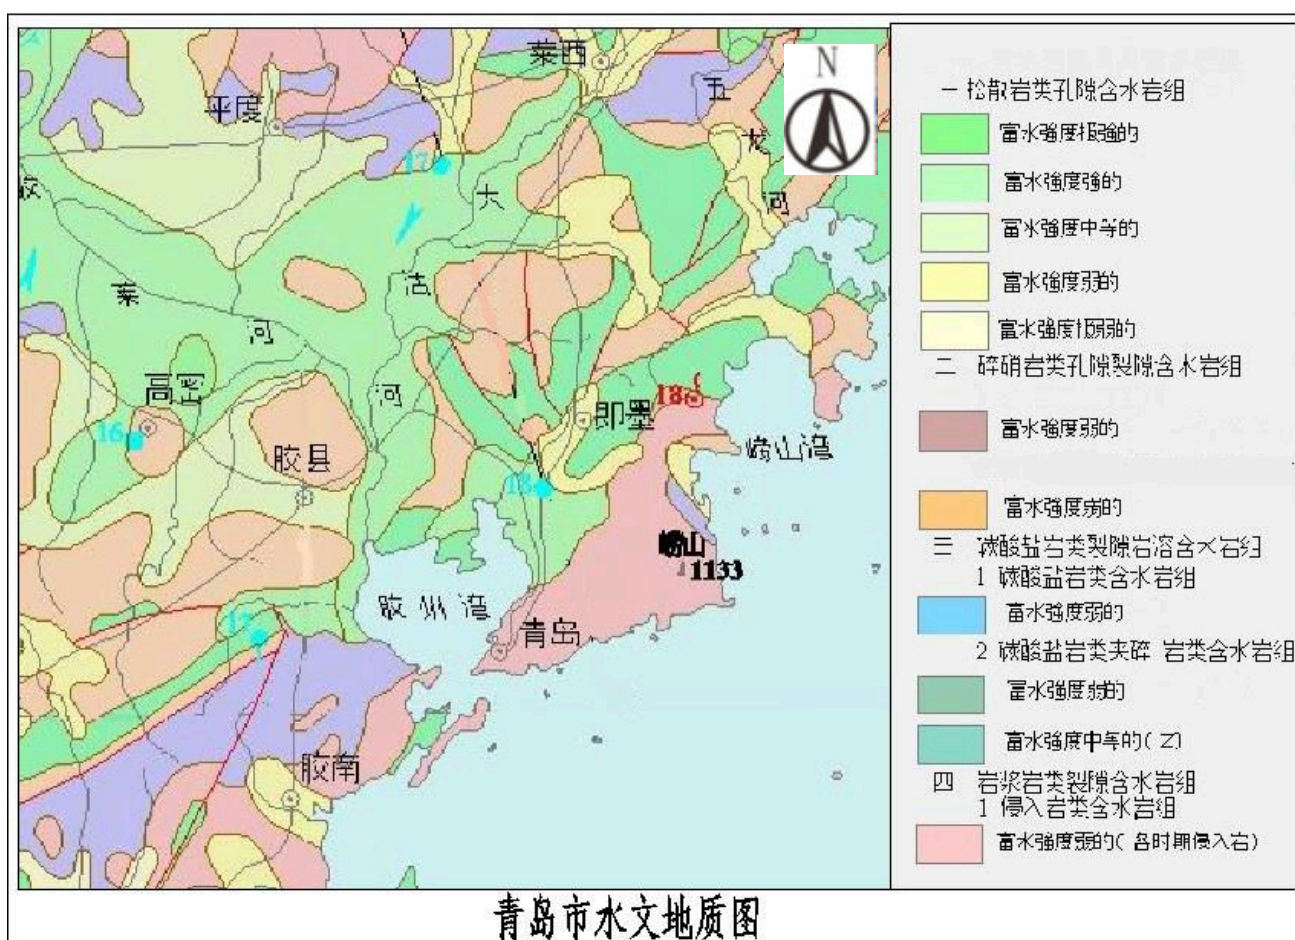 莱西
五
N
平度
龙
河
17
大
胶
沽
莱
河
河
高密
18
即墨
16
崂山湾
胶县
18
崂山
1133
胶州湾
17
青岛
胶南
一 松散岩类孔隙含水岩组
富水强度极强的
富水强度强的
富水强度中等的
富水强度弱的
富水强度极弱的
二 碎硝岩类孔隙裂隙含水岩组
富水强度弱的
富水强度弱的
三 碳酸盐岩类裂隙岩溶含水岩组
1 碳酸盐岩类含水岩组
富水强度弱的
2 碳酸盐岩类夹碎 岩类含水岩组
富水强度弱的
富水强度中等的(Z)
四 岩浆岩类裂隙含水岩组
1 侵入岩类含水岩组
富水强度弱的(各时期侵入岩)
青岛市水文地质图